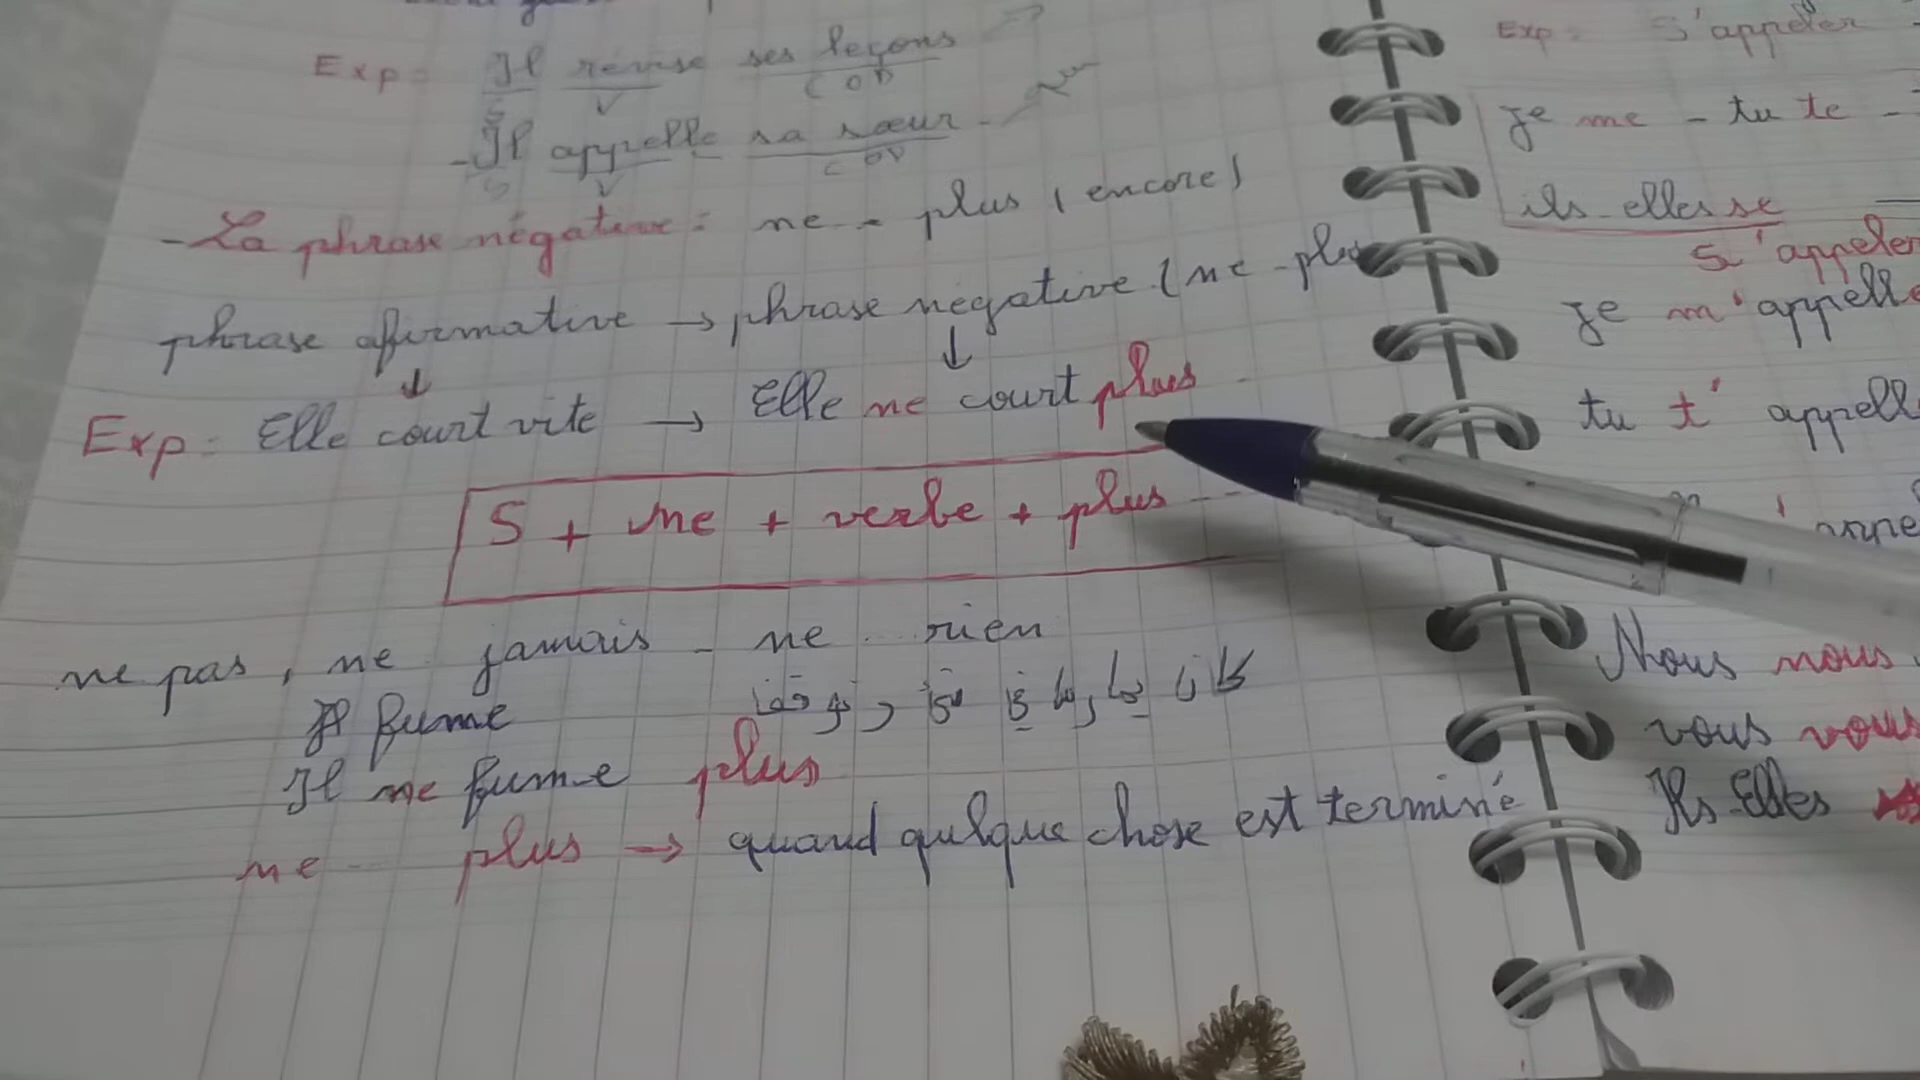 Exp: Il révise ses leçons
S V COD
- Il appelle sa sœur
S V COD
- La phrase négative: ne - plus (encore)
phrase affirmative → phrase négative (ne - plus
Exp: Elle court vite → Elle ne court plus
S + ne + verbe + plus
ne pas, ne jamais - ne rien
Il fume
Il ne fume plus
ne plus → quand qulque chose est terminé
Exp: S'appeler
je me - tu te -
ils - elles se
S'appeler
je m'appelle
tu t'appell
Nous nous
vous vous
Ils Elles